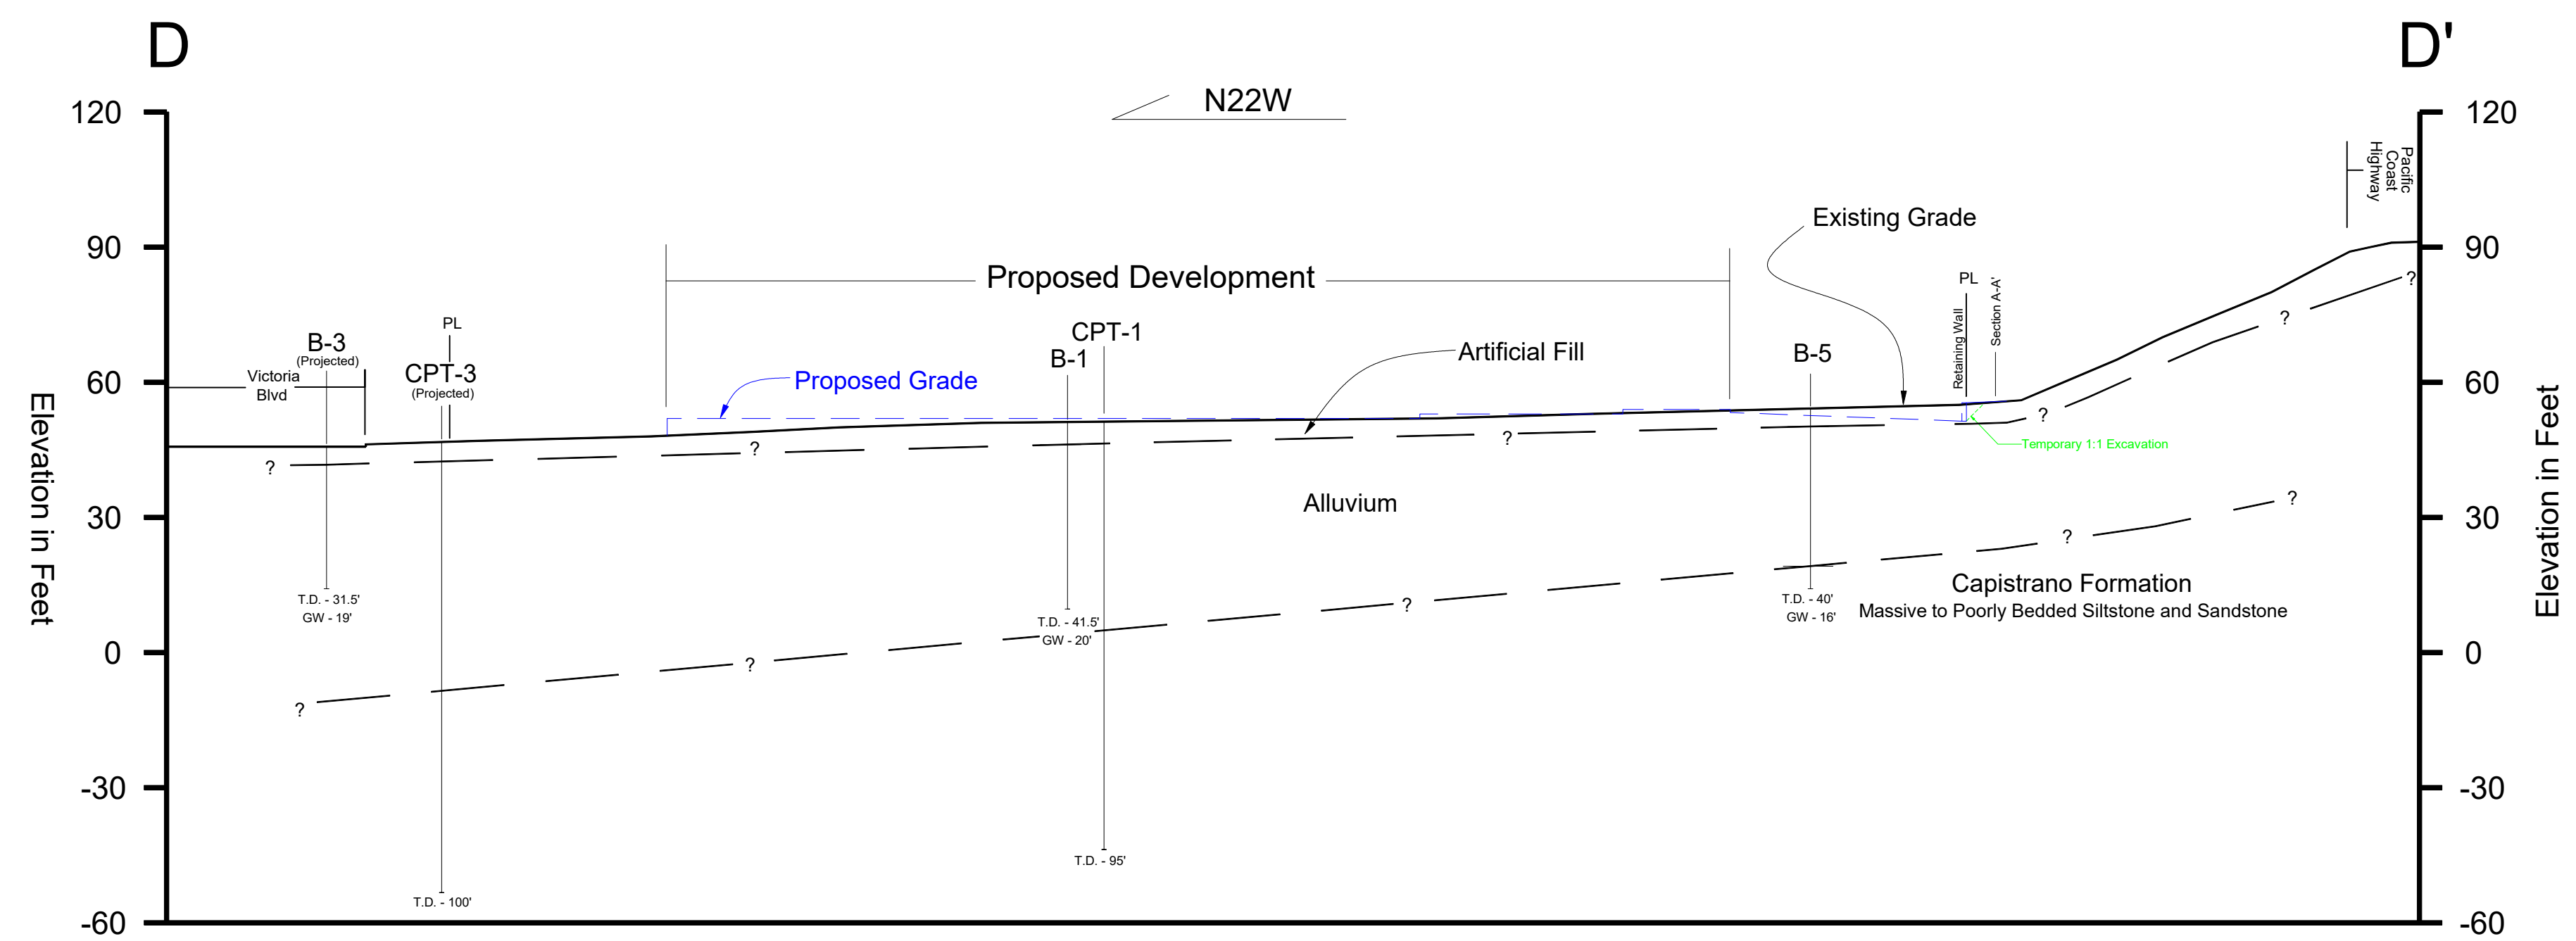 D
D'
N22W
120
120
Pacific
Coast
Highway
Existing Grade
90
90
Proposed Development
PL
Section A-A'
Retaining Wall
PL
CPT-1
B-3
(Projected)
B-1
Artificial Fill
B-5
Victoria
Blvd
CPT-3
(Projected)
Proposed Grade
60
60
Elevation in Feet
Elevation in Feet
?
?
?
?
?
?
?
Temporary 1:1 Excavation
Alluvium
30
30
?
?
?
?
?
Capistrano Formation
Massive to Poorly Bedded Siltstone and Sandstone
T.D. - 31.5'
GW - 19'
T.D. - 41.5'
GW - 20'
T.D. - 40'
GW - 16'
0
0
-30
-30
T.D. - 95'
T.D. - 100'
-60
-60